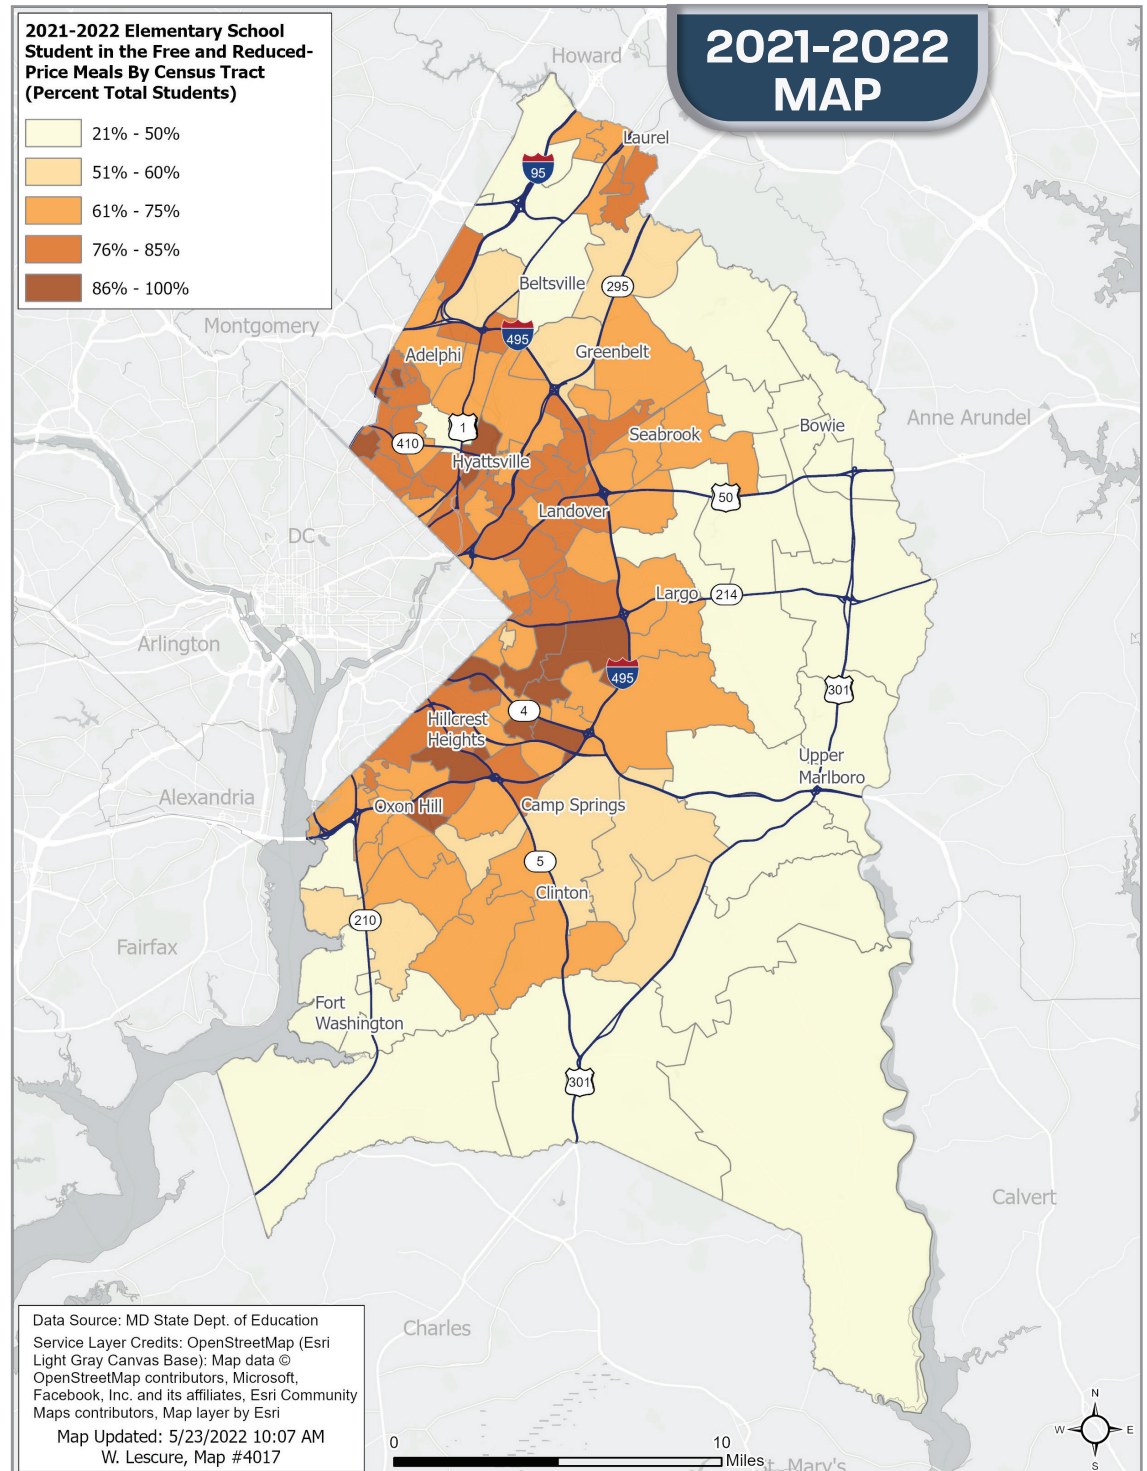 2021-2022 Elementary School
Student in the Free and Reduced-
Price Meals By Census Tract
(Percent Total Students)
21% - 50%
51% - 60%
61% - 75%
76% - 85%
86% - 100%
2021-2022
MAP
Howard
Laurel
95
Beltsville
295
Montgomery
495
Adelphi
Greenbelt
Anne Arundel
Bowie
1
Seabrook
410
Hyattsville
50
Landover
DC
Largo
214
Arlington
495
301
4
Hillcrest
Heights
Upper
Marlboro
Alexandria
Oxon Hill
Camp Springs
5
Clinton
210
Fairfax
Fort
Washington
301
Calvert
Charles
Data Source: MD State Dept. of Education
Service Layer Credits: OpenStreetMap (Esri
Light Gray Canvas Base): Map data ©
OpenStreetMap contributors, Microsoft,
Facebook, Inc. and its affiliates, Esri Community
Maps contributors, Map layer by Esri
Map Updated: 5/23/2022 10:07 AM
W. Lescure, Map #4017
0
10
Miles
St. Mary's
N
W
E
S